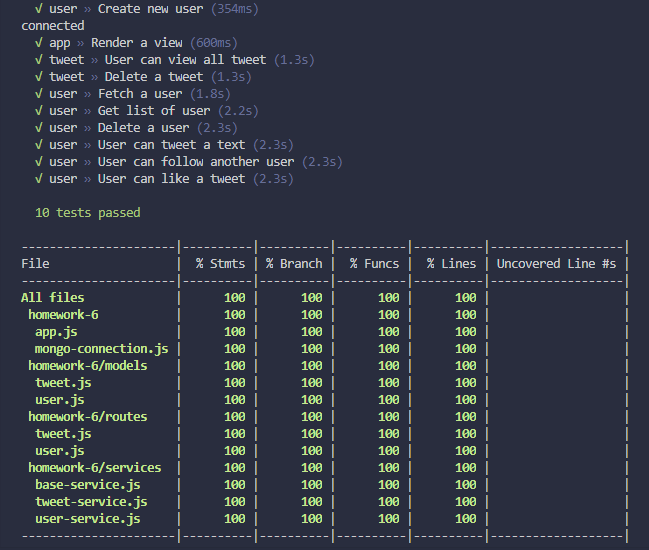 √ user » Create new user (354ms)
connected
√ app » Render a view (600ms)
√ tweet » User can view all tweet (1.3s)
√ tweet » Delete a tweet (1.3s)
√ user » Fetch a user (1.8s)
√ user » Get list of user (2.2s)
√ user » Delete a user (2.3s)
√ user » User can tweet a text (2.3s)
√ user » User can follow another user (2.3s)
√ user » User can like a tweet (2.3s)
10 tests passed
----------------------|----------|----------|----------|----------|-------------------|
File | % Stmts | % Branch | % Funcs | % Lines | Uncovered Line #s |
----------------------|----------|----------|----------|----------|-------------------|
All files | 100 | 100 | 100 | 100 | |
homework-6 | 100 | 100 | 100 | 100 | |
app.js | 100 | 100 | 100 | 100 | |
mongo-connection.js | 100 | 100 | 100 | 100 | |
homework-6/models | 100 | 100 | 100 | 100 | |
tweet.js | 100 | 100 | 100 | 100 | |
user.js | 100 | 100 | 100 | 100 | |
homework-6/routes | 100 | 100 | 100 | 100 | |
tweet.js | 100 | 100 | 100 | 100 | |
user.js | 100 | 100 | 100 | 100 | |
homework-6/services | 100 | 100 | 100 | 100 | |
base-service.js | 100 | 100 | 100 | 100 | |
tweet-service.js | 100 | 100 | 100 | 100 | |
user-service.js | 100 | 100 | 100 | 100 | |
----------------------|----------|----------|----------|----------|-------------------|